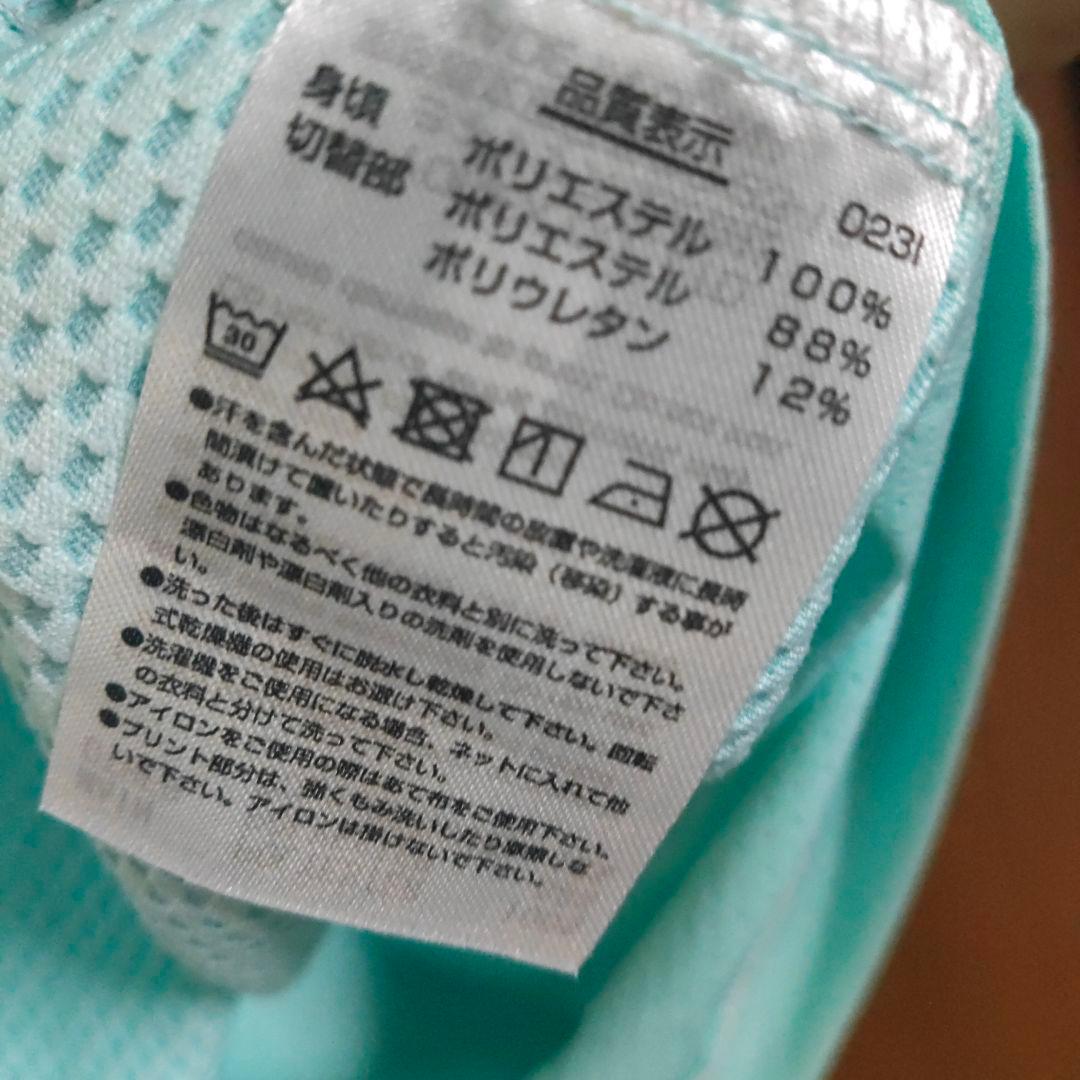 品質表示
0231
身頃 ポリエステル 100%
切替部 ポリエステル 88%
ポリウレタン 12%
30
●汗を含んだ状態で長時間の放置や洗濯液に長時
間漬けて置いたりすると汚染（移染）する事が
あります。
●色物はなるべく他の衣料と別に洗って下さい。
漂白剤や漂白剤入りの洗剤を使用しないで下さ
い。
●洗った後はすぐに脱水し乾燥して下さい。回転
式乾燥機の使用はお避け下さい。
●洗濯機をご使用になる場合、ネットに入れて他
の衣料と分けて洗って下さい。
●アイロンをご使用の際はあて布をご使用下さい。
●プリント部分は、強くもみ洗いしたり摩擦しな
いで下さい。アイロンは掛けないで下さい。